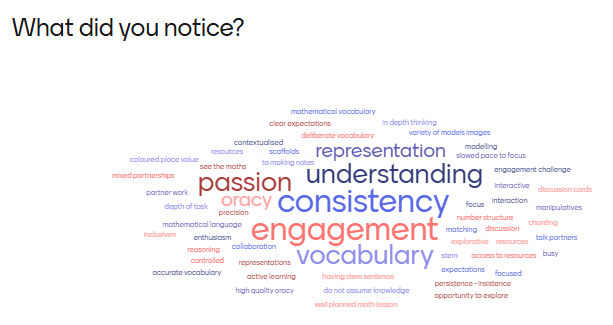 What did you notice?
mathematical vocabulary
clear expectations
in depth thinking
deliberate vocabulary
variety of models images
contextualised
modelling
resoutces
scaffolds
representation
slowed pace to focus
coloured place value
to making notes
see the maths
understanding
engagement challenge
mixed partnerships
passion
interactive
discussion cards
partner work
oracy
consistency
focus
interaction
manipulatives
depth of task
precision
number structure
chanting
mathematical language
engagement
matching
discussion
inclusiven
enthusiasm
explorative
resources
talk partners
reasoning
collaboration
vocabulary
stem
access to resources
busy
controlled
representations
expectations
focused
accurate vocabulary
active learning
having stem sentence
persistence - insistence
high quality oracy
do not assume knowledge
opportunity to explore
well planned math lesson